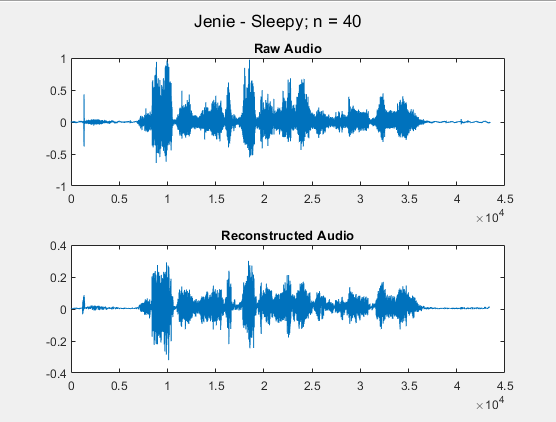 Jenie - Sleepy; n = 40
Raw Audio
1
0.5
0
-0.5
-1
0 0.5 1 1.5 2 2.5 3 3.5 4 4.5
×10^4
Reconstructed Audio
0.4
0.2
0
-0.2
-0.4
0 0.5 1 1.5 2 2.5 3 3.5 4 4.5
×10^4